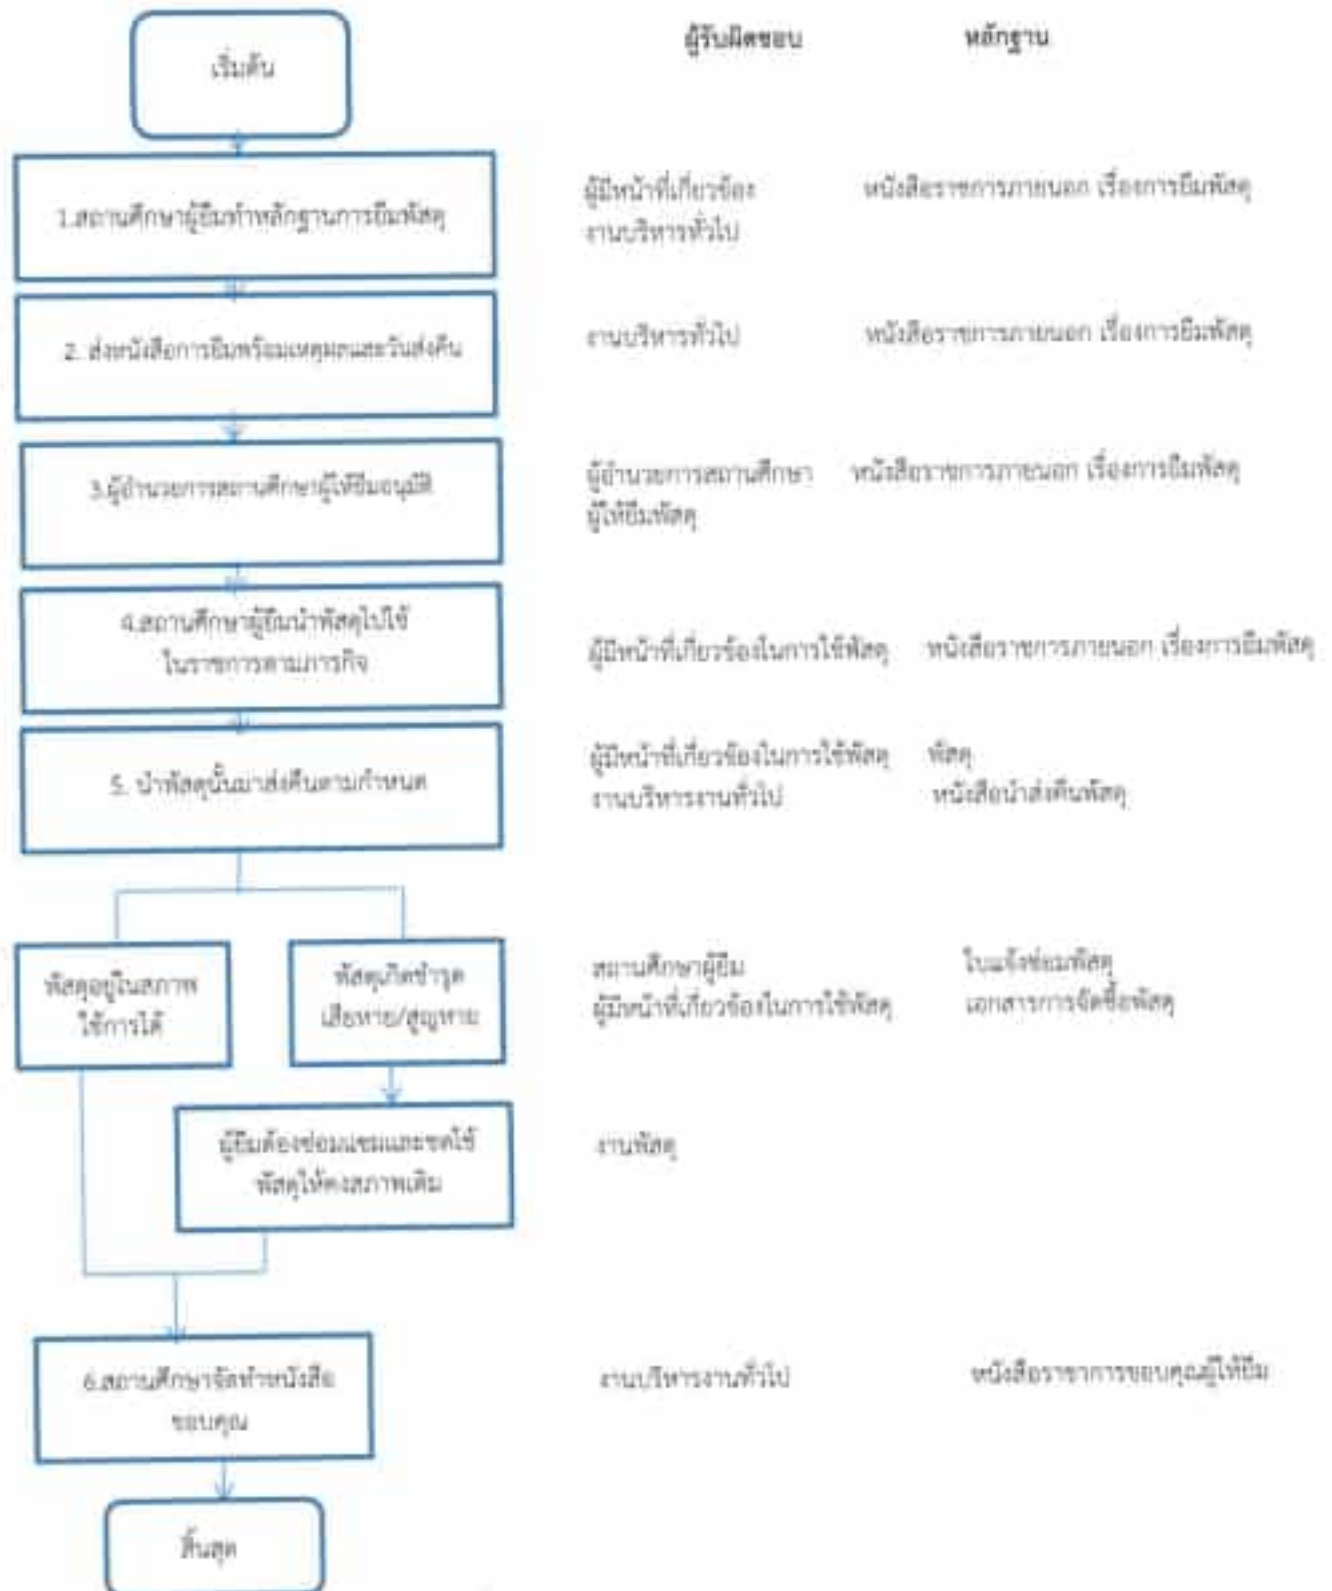 ผู้รับผิดชอบ หลักฐาน
เริ่มต้น
1.สถานศึกษาผู้ยืมทำหลักฐานการยืมพัสดุ
ผู้มีหน้าที่เกี่ยวข้อง หนังสือราชการภายนอก เรื่องการยืมพัสดุ
งานบริหารทั่วไป
2. ส่งหนังสือการยืมพร้อมเหตุผลและวันส่งคืน
งานบริหารทั่วไป หนังสือราชการภายนอก เรื่องการยืมพัสดุ
3.ผู้อำนวยการสถานศึกษาผู้ให้ยืมอนุมัติ
ผู้อำนวยการสถานศึกษา หนังสือราชการภายนอก เรื่องการยืมพัสดุ
ผู้ให้ยืมพัสดุ
4.สถานศึกษาผู้ยืมนำพัสดุไปใช้
ในราชการตามภารกิจ
ผู้มีหน้าที่เกี่ยวข้องในการใช้พัสดุ หนังสือราชการภายนอก เรื่องการยืมพัสดุ
5. นำพัสดุนั้นมาส่งคืนตามกำหนด
ผู้มีหน้าที่เกี่ยวข้องในการใช้พัสดุ พัสดุ
งานบริหารงานทั่วไป หนังสือนำส่งคืนพัสดุ
พัสดุอยู่ในสภาพ
ใช้การได้
พัสดุเกิดชำรุด
เสียหาย/สูญหาย
สถานศึกษาผู้ยืม ใบแจ้งซ่อมพัสดุ
ผู้มีหน้าที่เกี่ยวข้องในการใช้พัสดุ เอกสารการจัดซื้อพัสดุ
ผู้ยืมต้องซ่อมแซมและชดใช้
พัสดุให้คงสภาพเดิม
งานพัสดุ
6.สถานศึกษาจัดทำหนังสือ
ขอบคุณ
งานบริหารงานทั่วไป หนังสือราชาการขอบคุณผู้ให้ยืม
สิ้นสุด